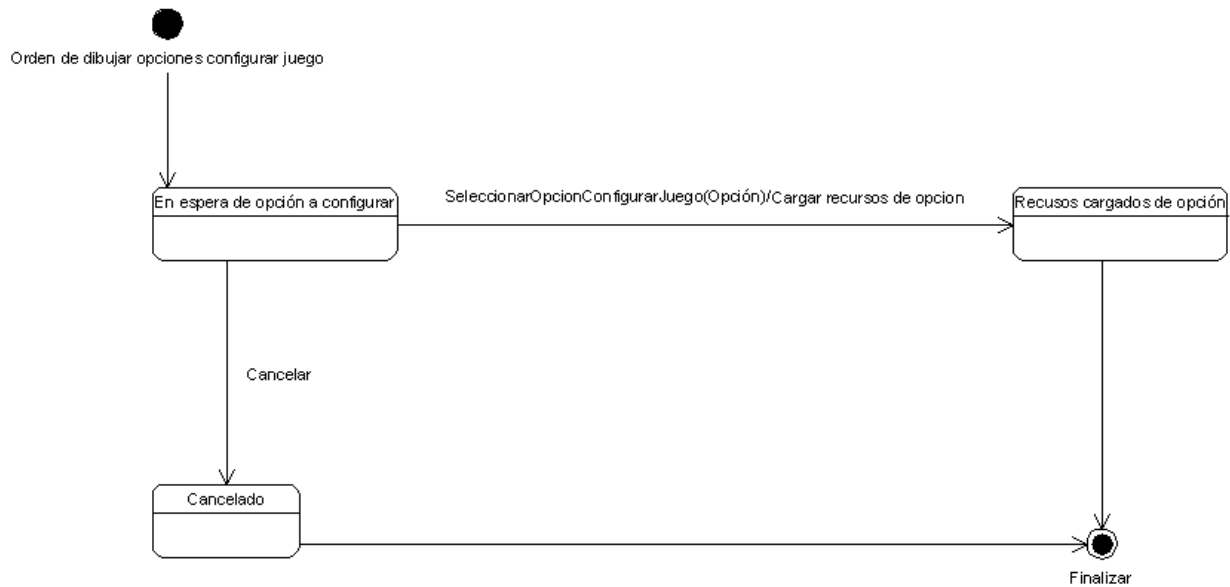 Orden de dibujar opciones configurar juego
En espera de opción a configurar
SeleccionarOpcionConfigurarJuego(Opción)/Cargar recursos de opcion
Recusos cargados de opción
Cancelar
Cancelado
Finalizar